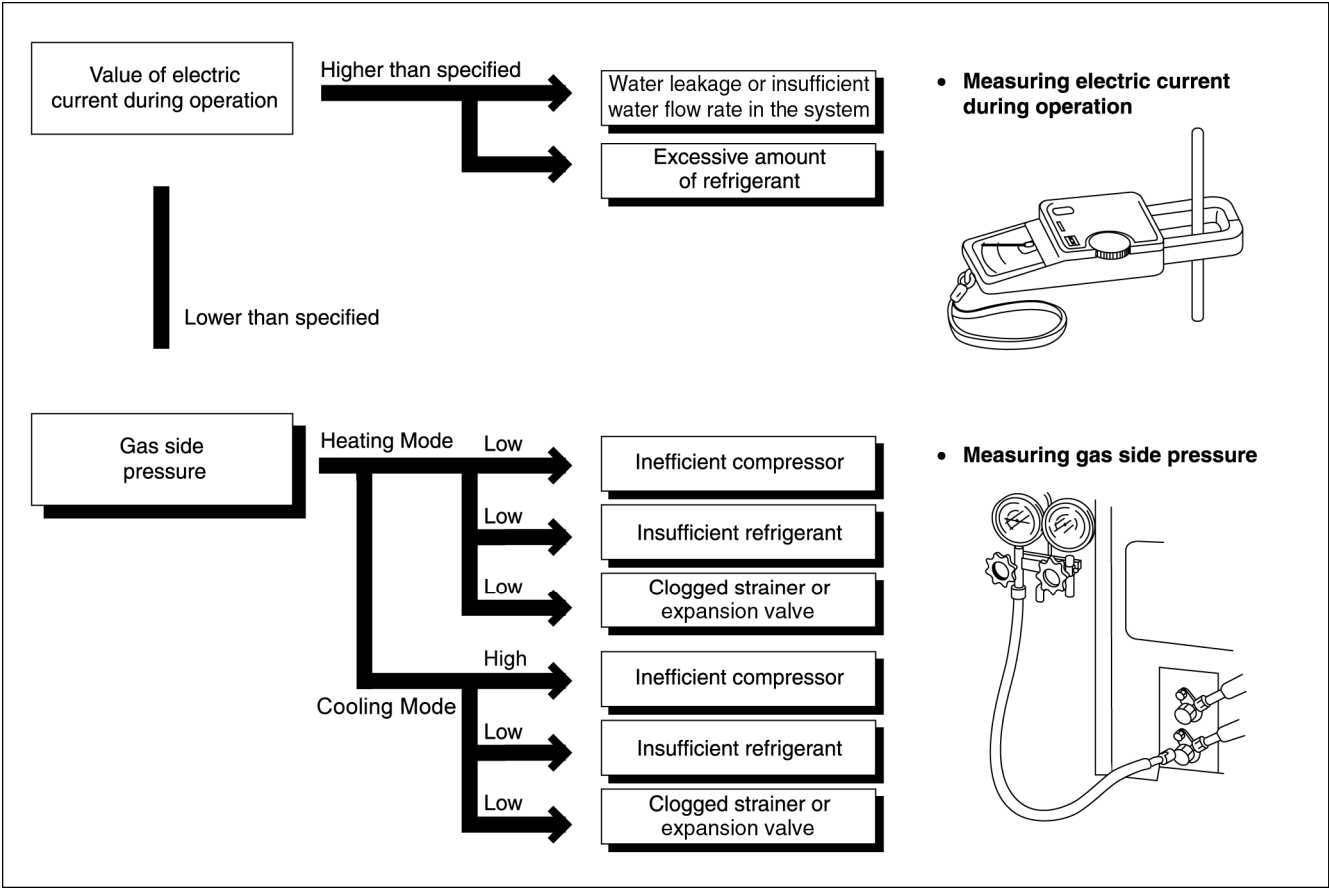 Value of electric
current during operation
Higher than specified
Water leakage or insufficient
water flow rate in the system
Excessive amount
of refrigerant
• Measuring electric current
during operation
Lower than specified
Gas side
pressure
Heating Mode
Low
Inefficient compressor
Low
Insufficient refrigerant
Low
Clogged strainer or
expansion valve
Cooling Mode
High
Inefficient compressor
Low
Insufficient refrigerant
Low
Clogged strainer or
expansion valve
• Measuring gas side pressure